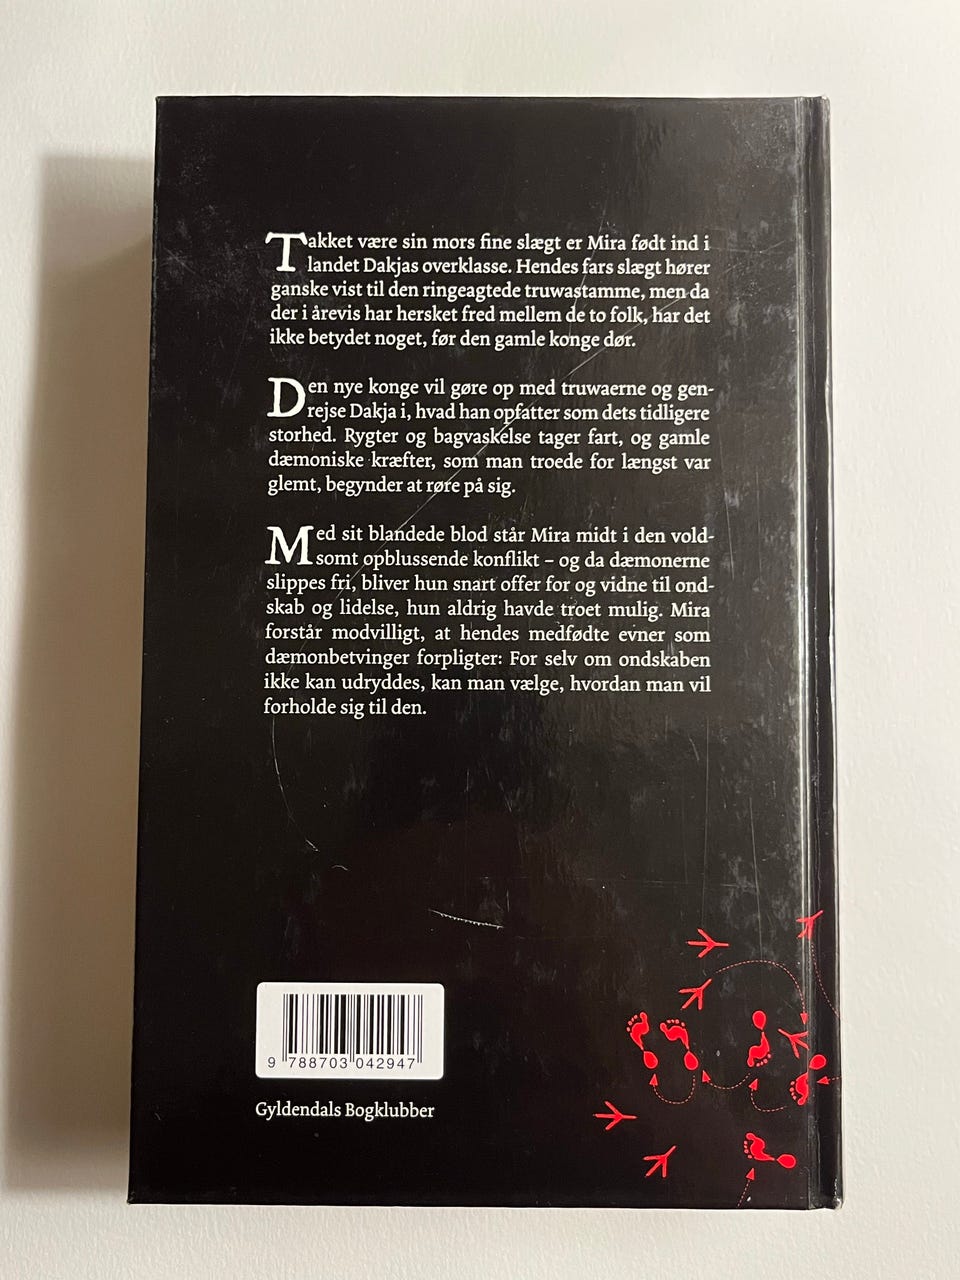 Takket være sin mors fine slægt er Mira født ind i
landet Dakjas overklasse. Hendes fars slægt hører
ganske vist til den ringeagtede truwastamme, men da
der i årevis har hersket fred mellem de to folk, har det
ikke betydet noget, før den gamle konge dør.
Den nye konge vil gøre op med truwaerne og gen-
rejse Dakja i, hvad han opfatter som dets tidligere
storhed. Rygter og bagvaskelse tager fart, og gamle
dæmoniske kræfter, som man troede for længst var
glemt, begynder at røre på sig.
Med sit blandede blod står Mira midt i den vold-
somt opblussende konflikt – og da dæmonerne
slippes fri, bliver hun snart offer for og vidne til ond-
skab og lidelse, hun aldrig havde troet mulig. Mira
forstår modvilligt, at hendes medfødte evner som
dæmonbetvinger forpligter: For selv om ondskaben
ikke kan udryddes, kan man vælge, hvordan man vil
forholde sig til den.
9 788703 042947
Gyldendals Bogklubber